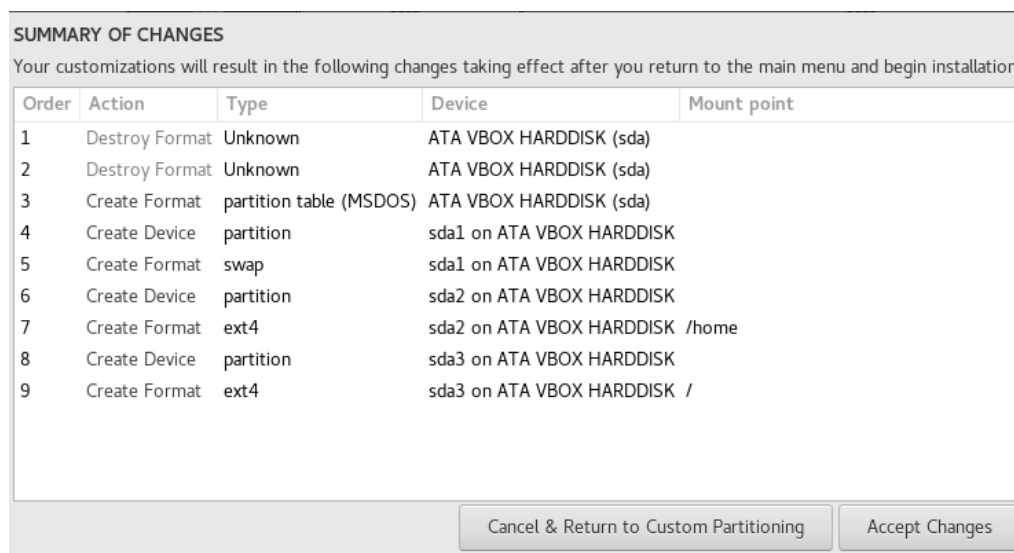 SUMMARY OF CHANGES
Your customizations will result in the following changes taking effect after you return to the main menu and begin installation
Order Action Type Device Mount point
1 Destroy Format Unknown ATA VBOX HARDDISK (sda)
2 Destroy Format Unknown ATA VBOX HARDDISK (sda)
3 Create Format partition table (MSDOS) ATA VBOX HARDDISK (sda)
4 Create Device partition sda1 on ATA VBOX HARDDISK
5 Create Format swap sda1 on ATA VBOX HARDDISK
6 Create Device partition sda2 on ATA VBOX HARDDISK
7 Create Format ext4 sda2 on ATA VBOX HARDDISK /home
8 Create Device partition sda3 on ATA VBOX HARDDISK
9 Create Format ext4 sda3 on ATA VBOX HARDDISK /
Cancel & Return to Custom Partitioning Accept Changes